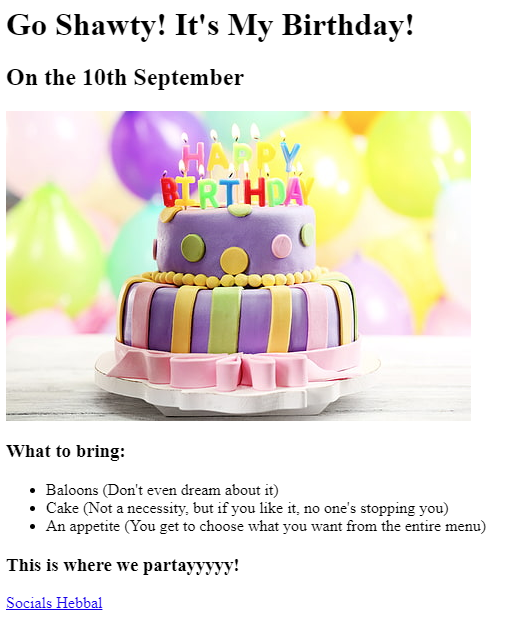 Go Shawty! It's My Birthday!
On the 10th September
HAPPY
BIRTHDAY
What to bring:
Baloons (Don't even dream about it)
Cake (Not a necessity, but if you like it, no one's stopping you)
An appetite (You get to choose what you want from the entire menu)
This is where we partayyyyy!
Socials Hebbal